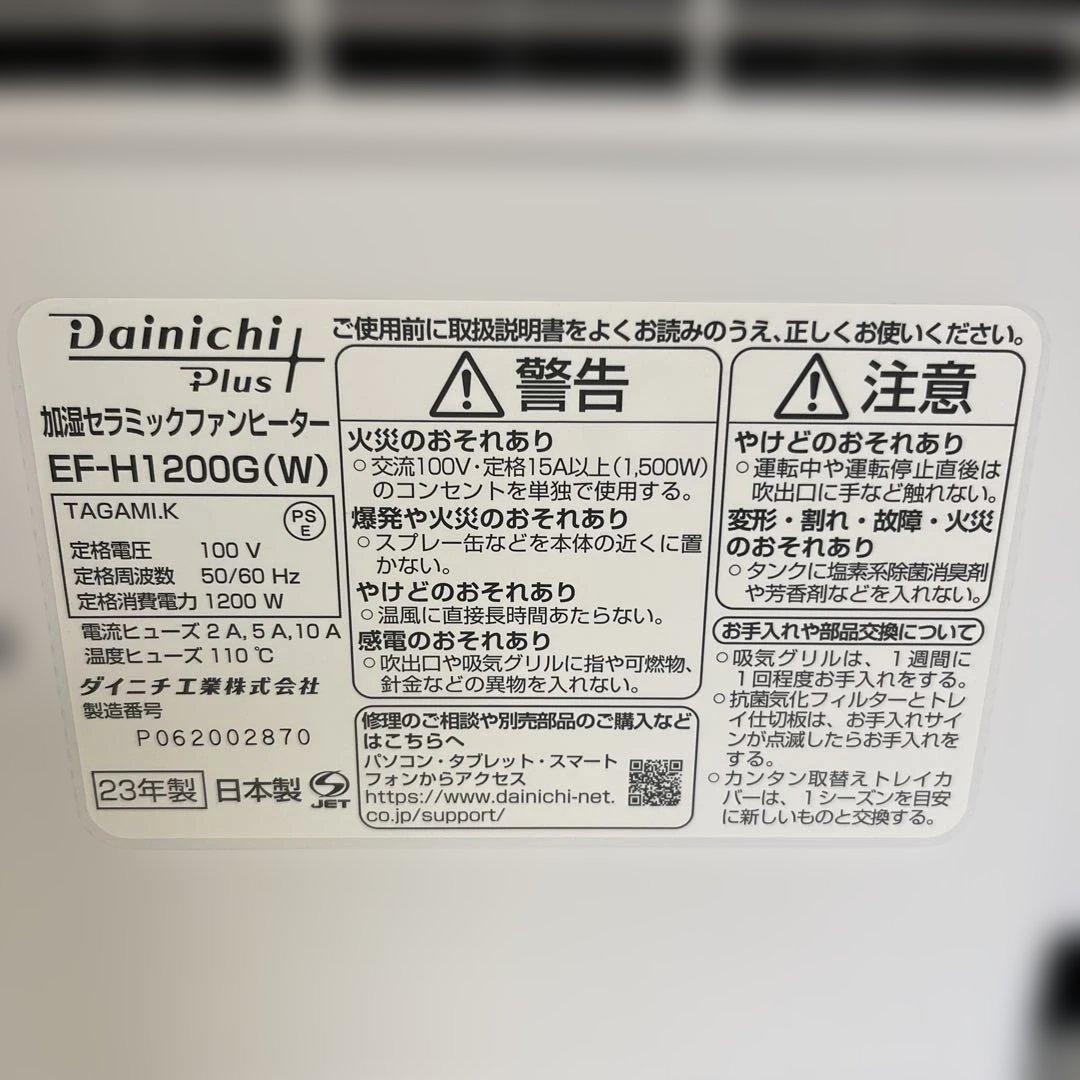 Dainichi
Plus
加湿セラミックファンヒーター
EF-H1200G(W)
TAGAMI.K
PS
E
定格電圧 100 V
定格周波数 50/60 Hz
定格消費電力 1200 W
電流ヒューズ 2 A, 5 A,10 A
温度ヒューズ 110 ℃
ダイニチ工業株式会社
製造番号
P062002870
23年製 日本製 JET
ご使用前に取扱説明書をよくお読みのうえ、正しくお使いください。
警告
火災のおそれあり
○交流100V・定格15A以上(1,500W)
のコンセントを単独で使用する。
爆発や火災のおそれあり
○スプレー缶などを本体の近くに置
かない。
やけどのおそれあり
○温風に直接長時間あたらない。
感電のおそれあり
○吹出口や吸気グリルに指や可燃物、
針金などの異物を入れない。
修理のご相談や別売部品のご購入など
はこちらへ
パソコン・タブレット・スマート
フォンからアクセス
https://www.dainichi-net.
co.jp/support/
注意
やけどのおそれあり
○運転中や運転停止直後は
吹出口に手など触れない。
変形・割れ・故障・火災
のおそれあり
○タンクに塩素系除菌消臭剤
や芳香剤などを入れない。
お手入れや部品交換について
○吸気グリルは、1週間に
1回程度お手入れをする。
○抗菌気化フィルターとトレ
イ仕切板は、お手入れサイ
ンが点滅したらお手入れを
する。
○カンタン取替えトレイカ
バーは、1シーズンを目安
に新しいものと交換する。